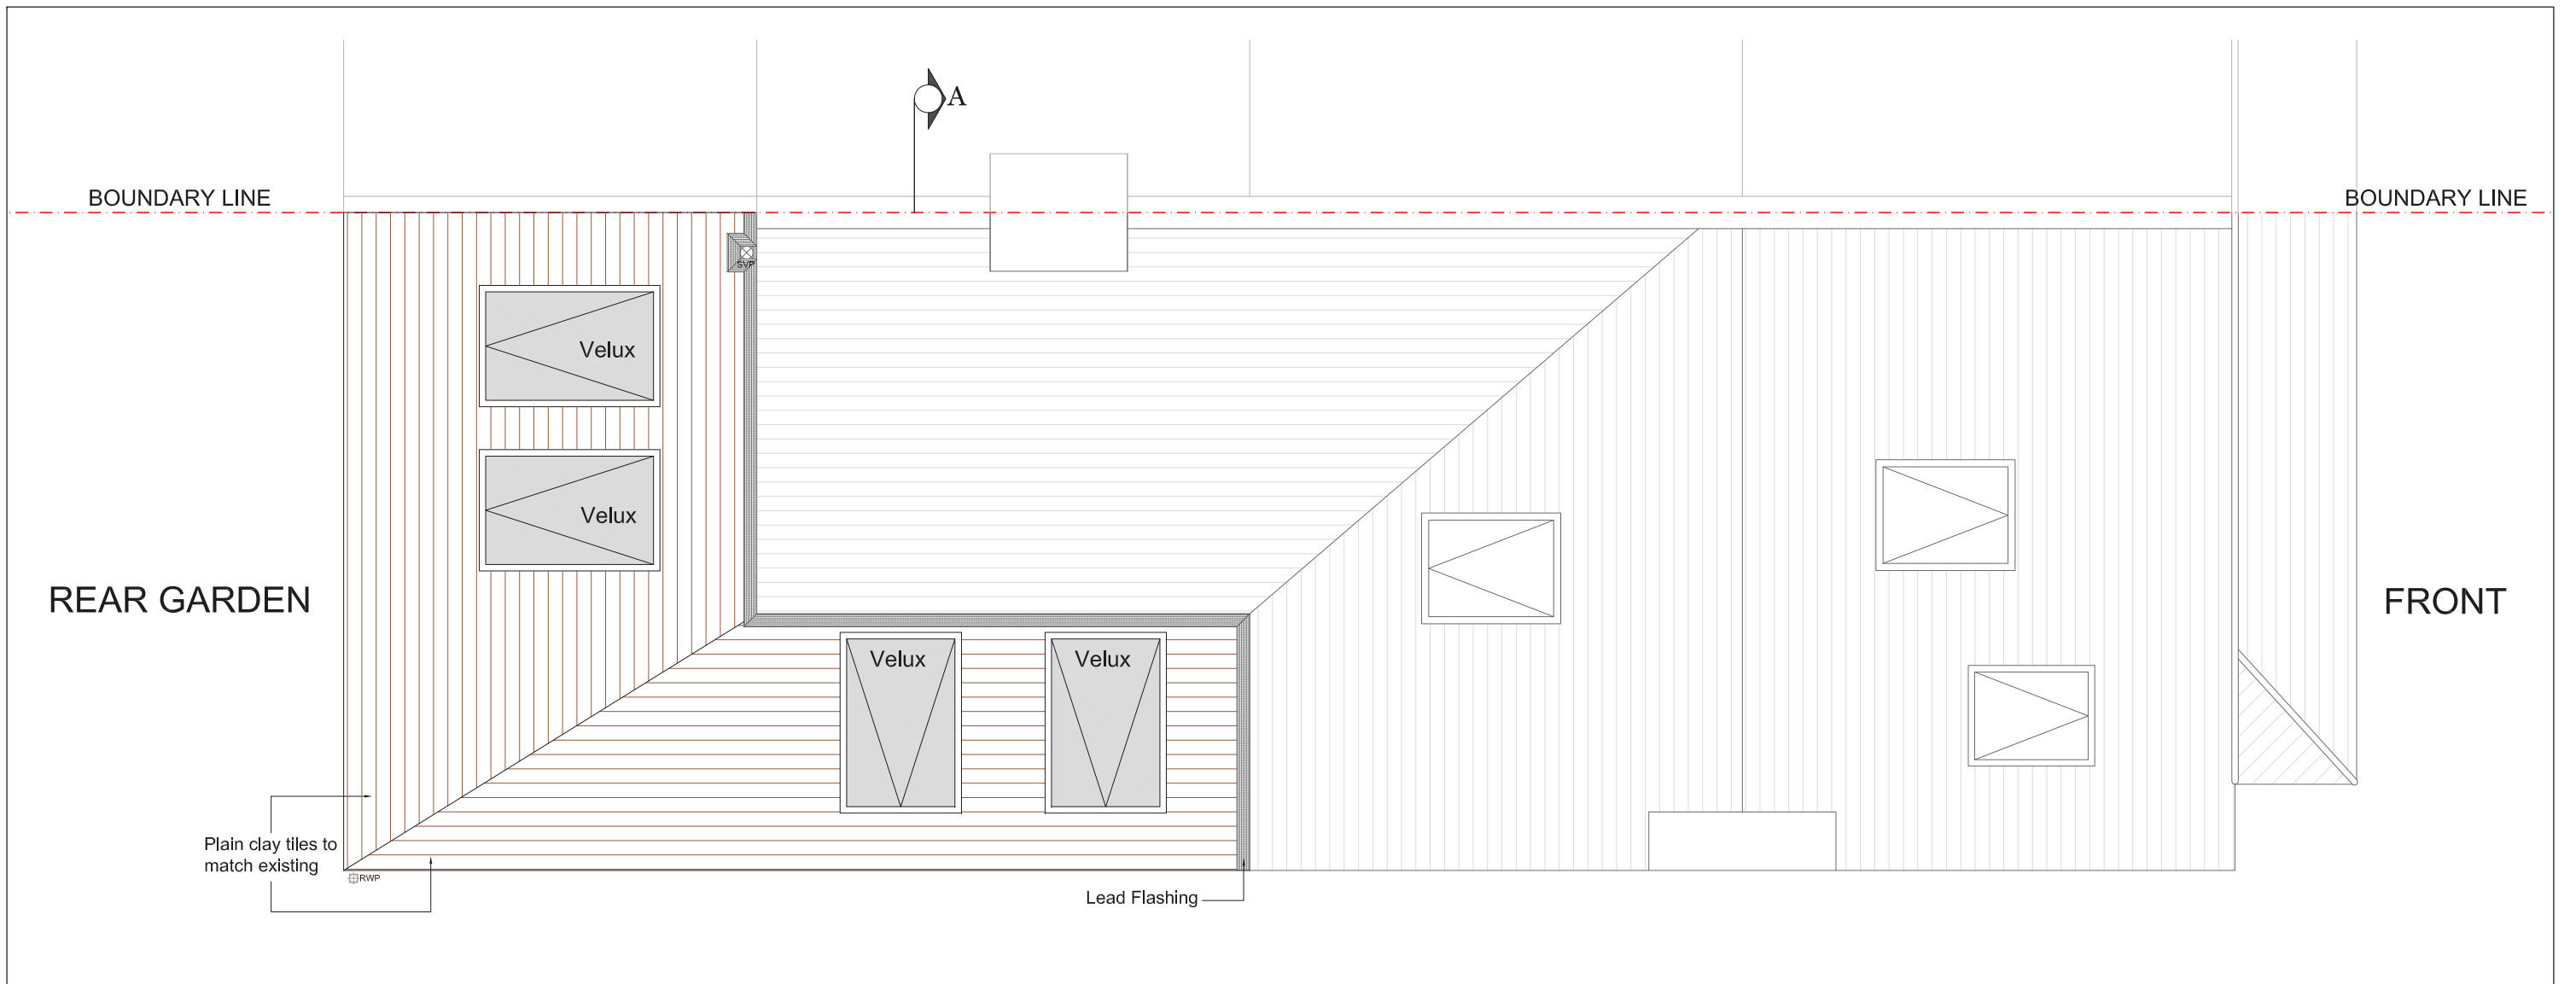 A
BOUNDARY LINE
BOUNDARY LINE
SVP
Velux
Velux
REAR GARDEN
FRONT
Velux
Velux
Plain clay tiles to
match existing
RWP
Lead Flashing